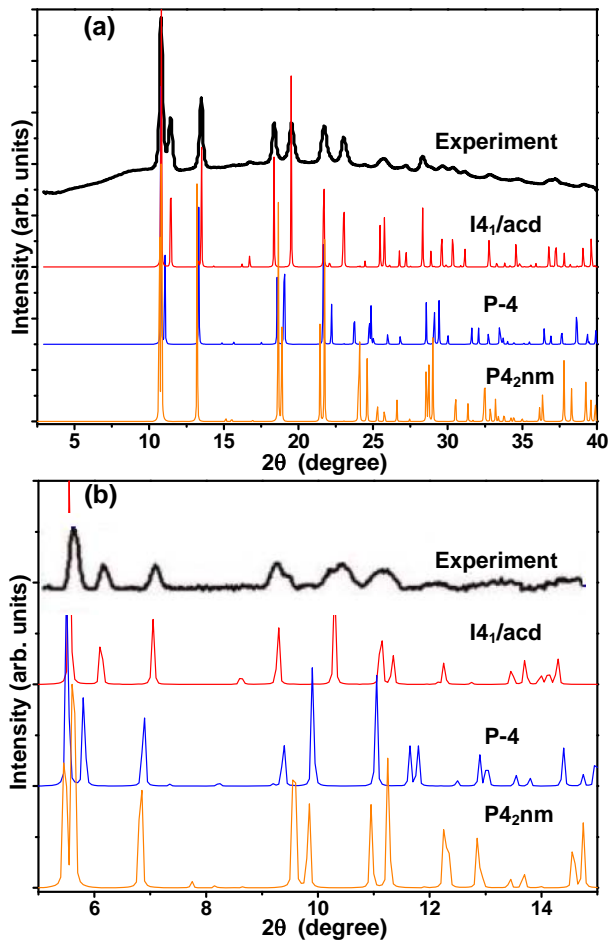 (a)
Experiment
I4₁/acd
P-4
P4₂nm
Intensity (arb. units)
5 10 15 20 25 30 35 40
2θ (degree)
(b)
Experiment
I4₁/acd
P-4
P4₂nm
Intensity (arb. units)
6 8 10 12 14
2θ (degree)